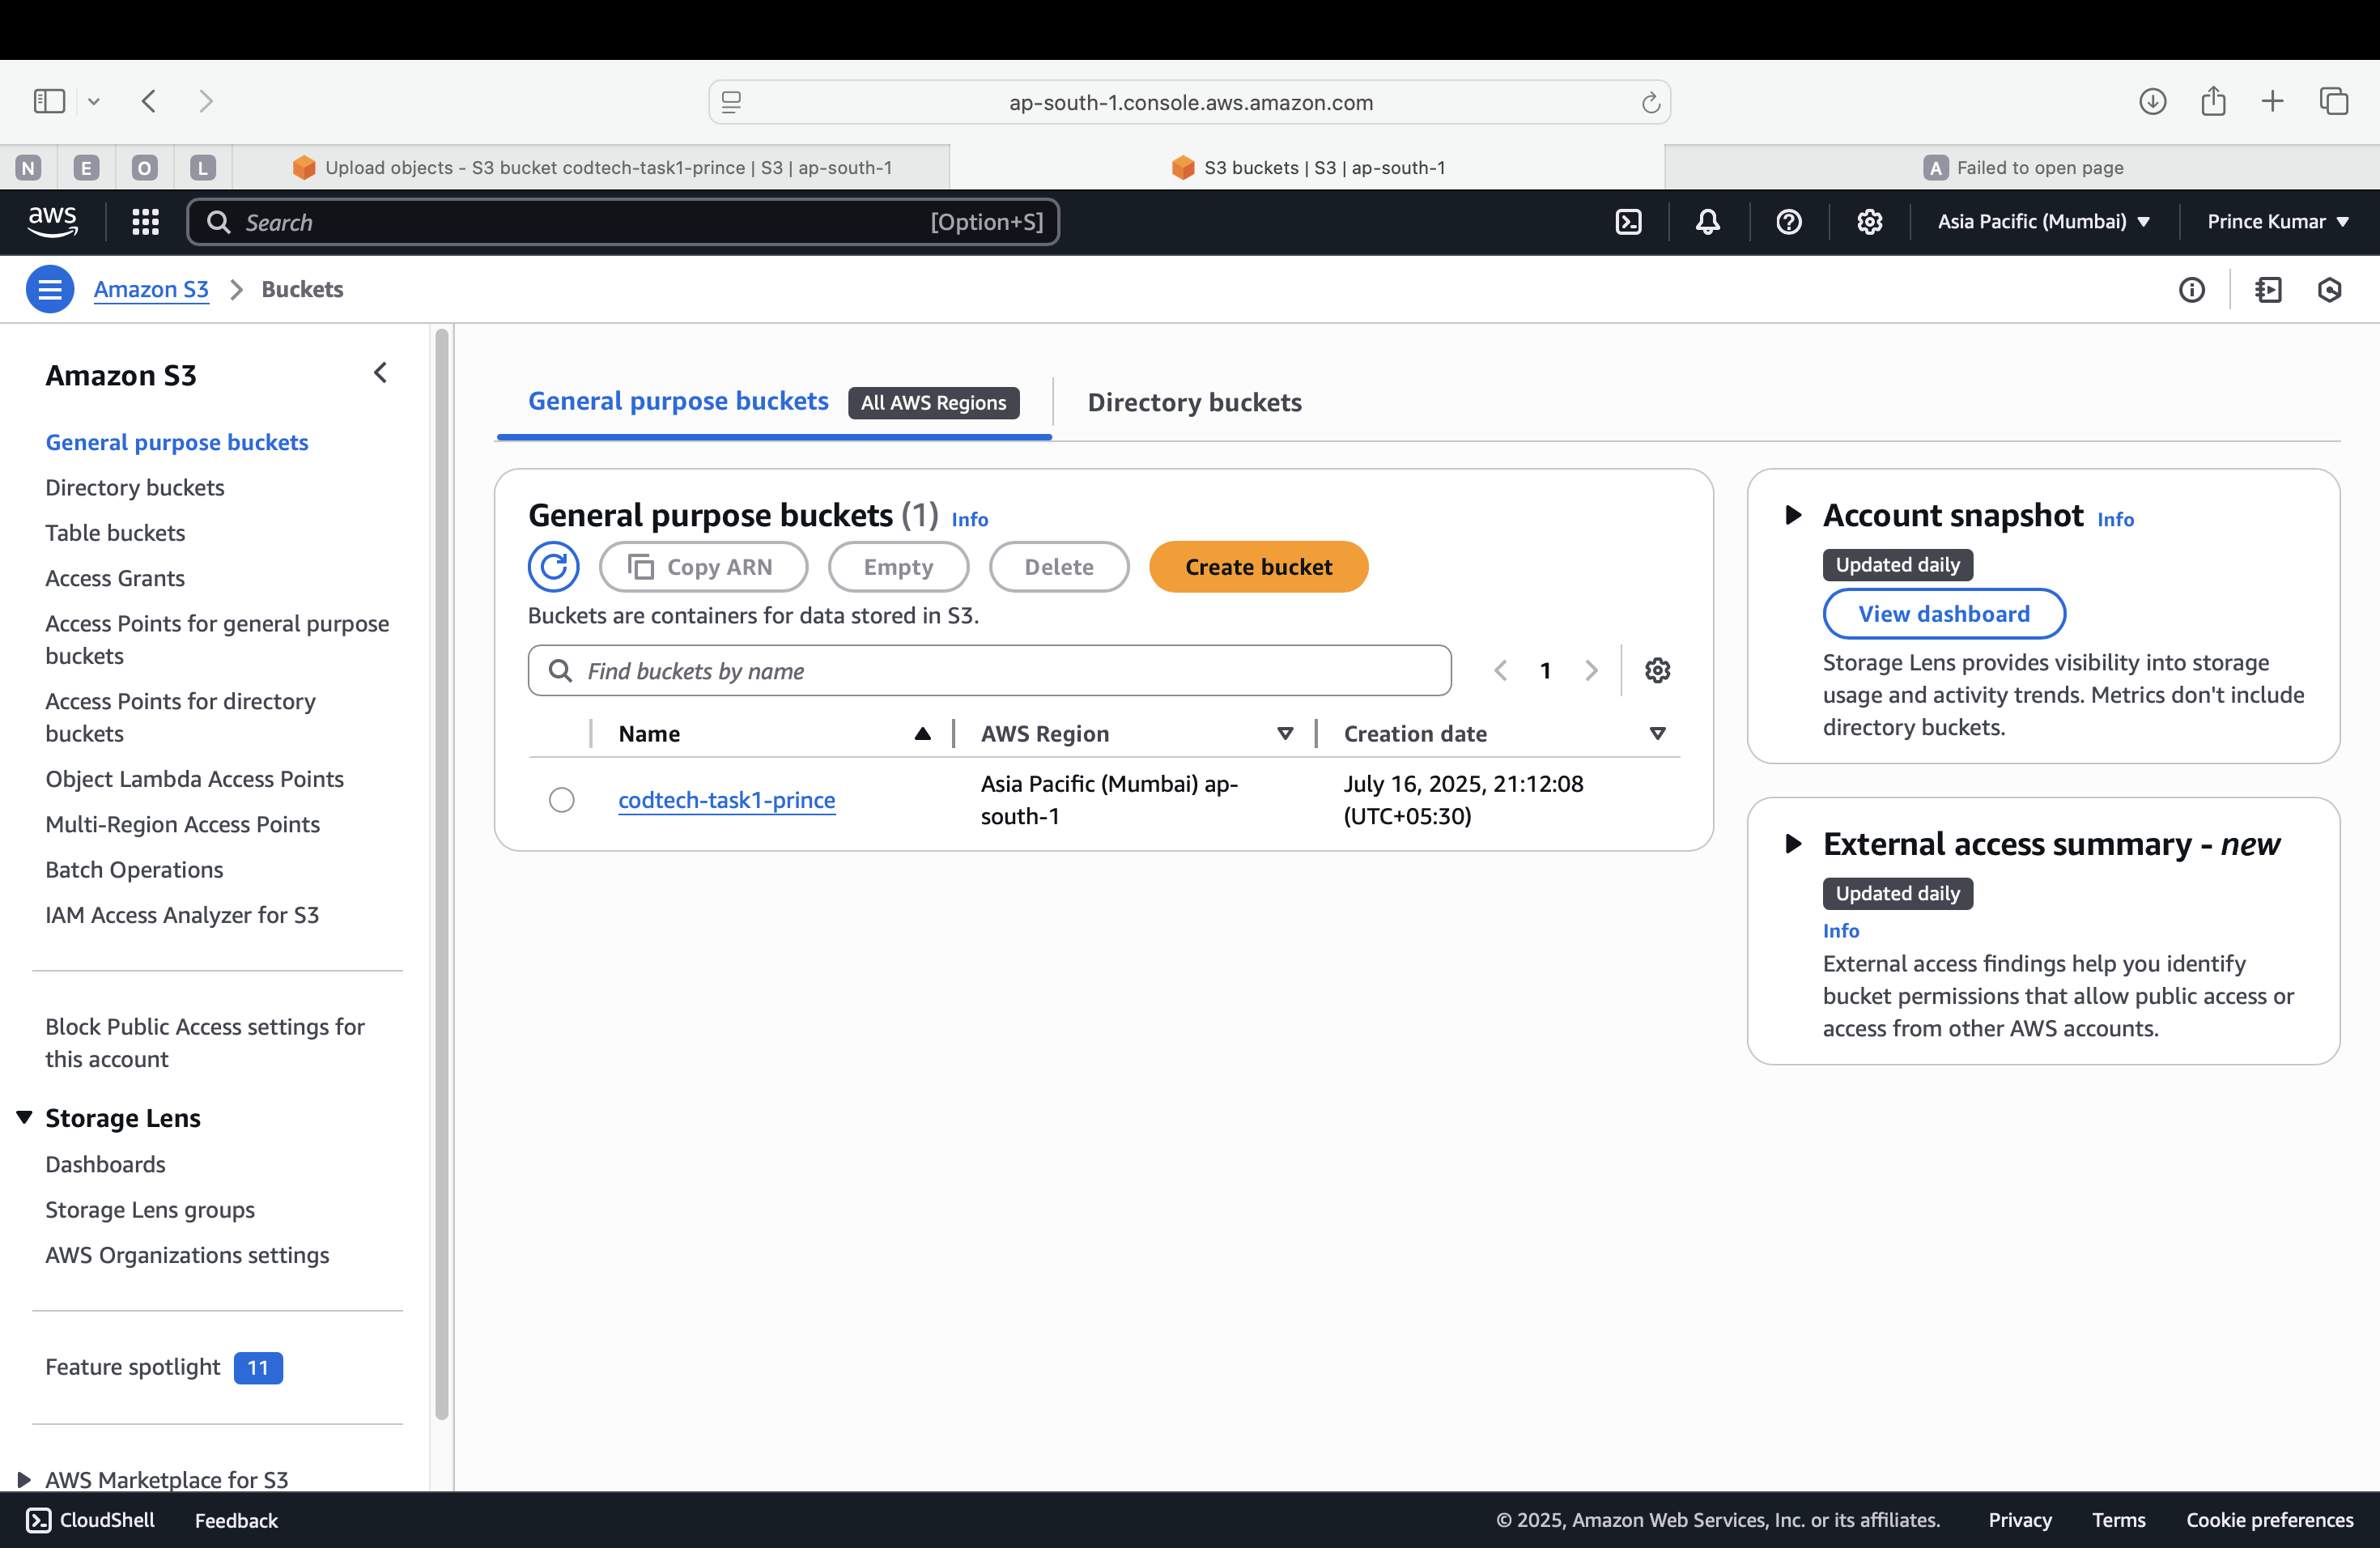 ap-south-1.console.aws.amazon.com
N
E
O
L
Upload objects - S3 bucket codtech-task1-prince | S3 | ap-south-1
S3 buckets | S3 | ap-south-1
A
Failed to open page
aws
Search
[Option+S]
Asia Pacific (Mumbai)
Prince Kumar
Amazon S3
Buckets
Amazon S3
General purpose buckets
Directory buckets
Table buckets
Access Grants
Access Points for general purpose
buckets
Access Points for directory
buckets
Object Lambda Access Points
Multi-Region Access Points
Batch Operations
IAM Access Analyzer for S3
Block Public Access settings for
this account
Storage Lens
Dashboards
Storage Lens groups
AWS Organizations settings
Feature spotlight 11
AWS Marketplace for S3
General purpose buckets All AWS Regions
Directory buckets
General purpose buckets (1) Info
Copy ARN
Empty
Delete
Create bucket
Buckets are containers for data stored in S3.
Find buckets by name
1
Name
AWS Region
Creation date
codtech-task1-prince
Asia Pacific (Mumbai) ap-
south-1
July 16, 2025, 21:12:08
(UTC+05:30)
Account snapshot Info
Updated daily
View dashboard
Storage Lens provides visibility into storage
usage and activity trends. Metrics don't include
directory buckets.
External access summary - new
Updated daily
Info
External access findings help you identify
bucket permissions that allow public access or
access from other AWS accounts.
CloudShell
Feedback
© 2025, Amazon Web Services, Inc. or its affiliates.
Privacy
Terms
Cookie preferences